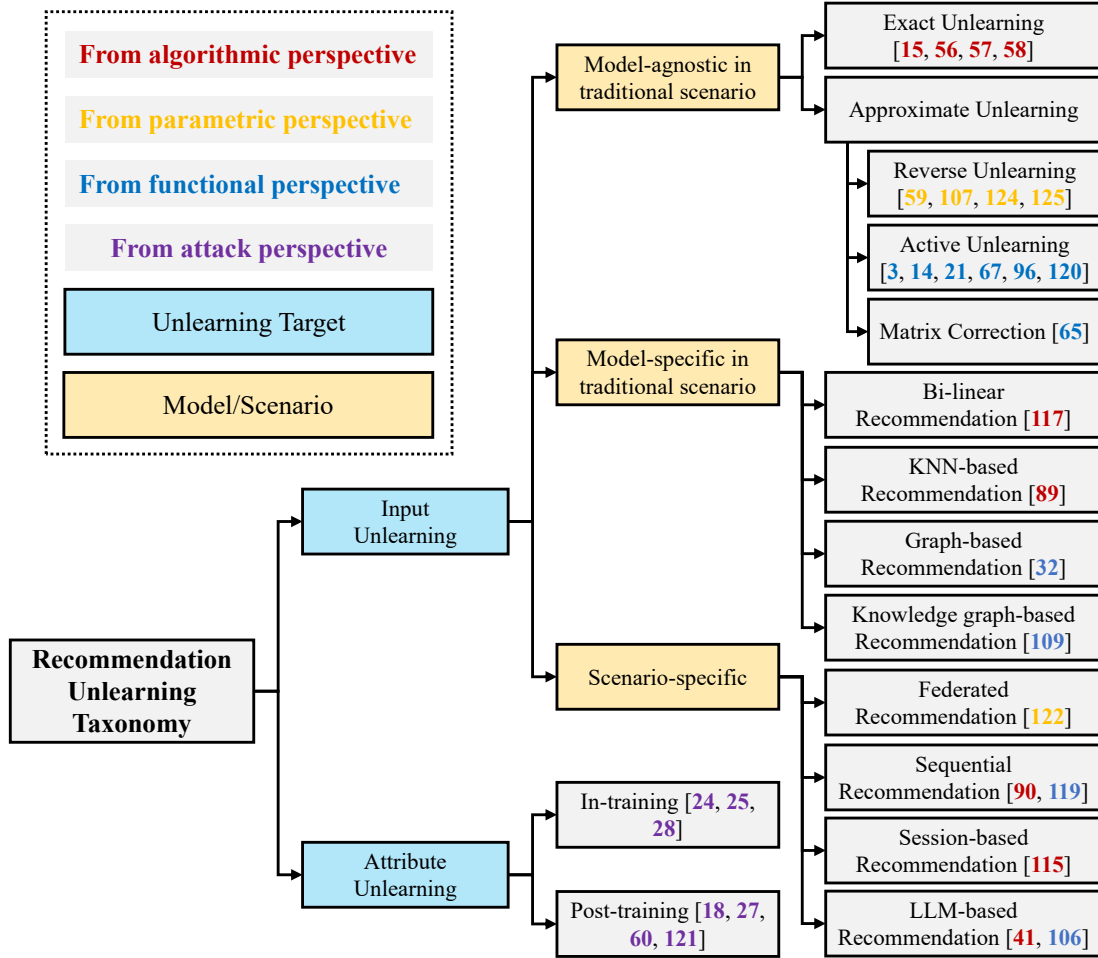 From algorithmic perspective
From parametric perspective
From functional perspective
From attack perspective
Unlearning Target
Model/Scenario
Recommendation
Unlearning
Taxonomy
Input
Unlearning
Attribute
Unlearning
Model-agnostic in
traditional scenario
Model-specific in
traditional scenario
Scenario-specific
In-training [24, 25,
28]
Post-training [18, 27,
60, 121]
Exact Unlearning
[15, 56, 57, 58]
Approximate Unlearning
Reverse Unlearning
[59, 107, 124, 125]
Active Unlearning
[3, 14, 21, 67, 96, 120]
Matrix Correction [65]
Bi-linear
Recommendation [117]
KNN-based
Recommendation [89]
Graph-based
Recommendation [32]
Knowledge graph-based
Recommendation [109]
Federated
Recommendation [122]
Sequential
Recommendation [90, 119]
Session-based
Recommendation [115]
LLM-based
Recommendation [41, 106]